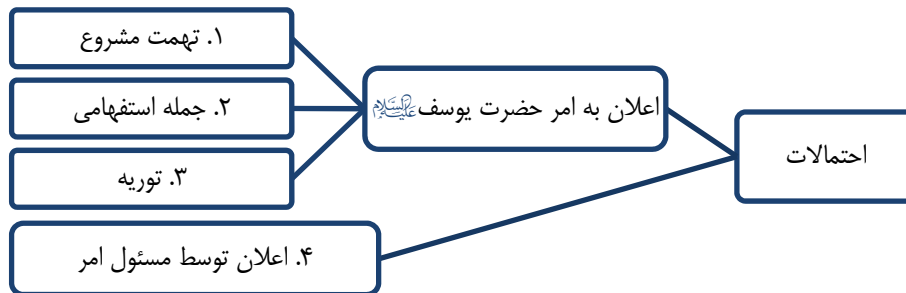 احتمالات
اعلان به امر حضرت یوسف علیه‌السلام
۱. تهمت مشروع
۲. جمله استفهامی
۳. توریه
۴. اعلان توسط مسئول امر